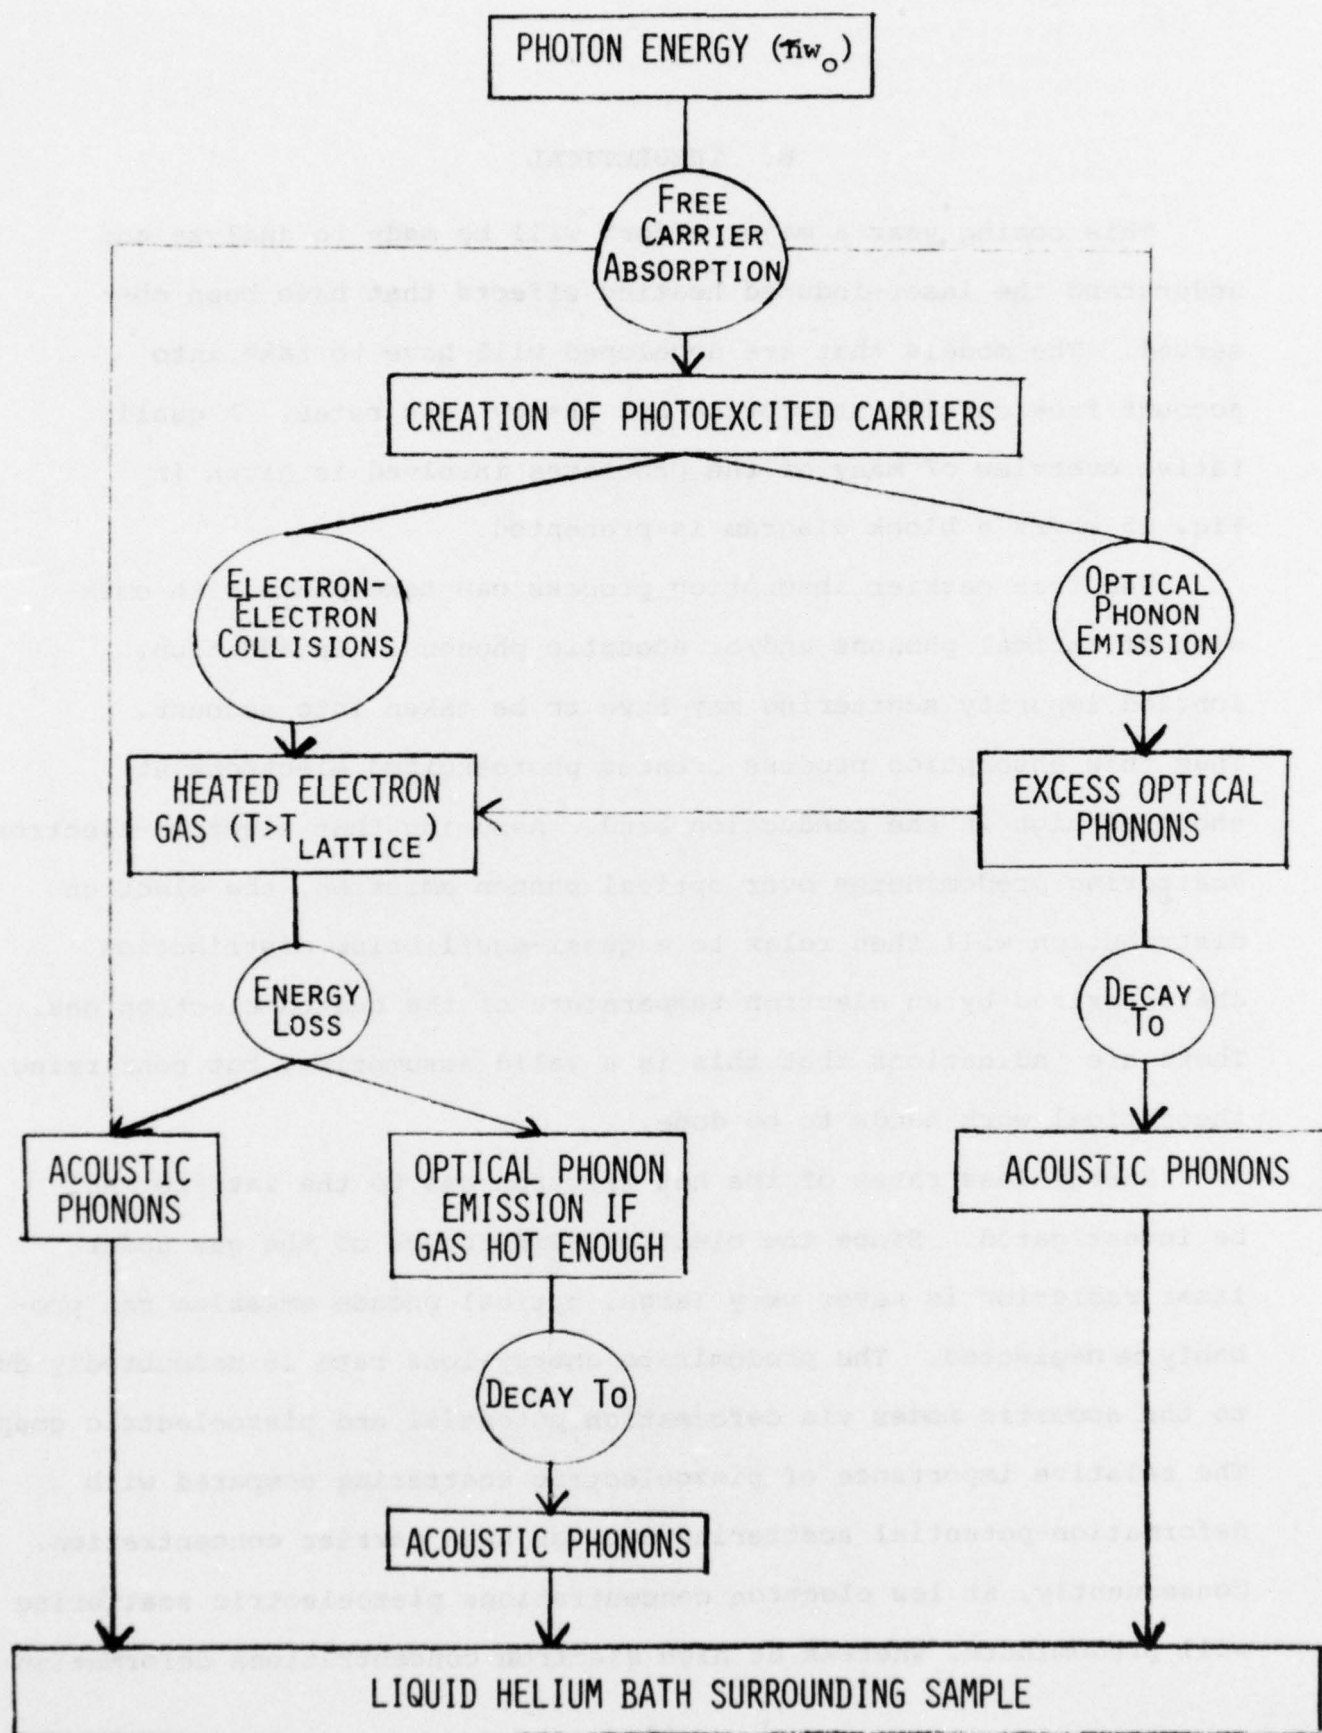 PHOTON ENERGY (ħw₀)
FREE
CARRIER
ABSORPTION
CREATION OF PHOTOEXCITED CARRIERS
ELECTRON-
ELECTRON
COLLISIONS
OPTICAL
PHONON
EMISSION
HEATED ELECTRON
GAS (T>T LATTICE)
EXCESS OPTICAL
PHONONS
ENERGY
LOSS
DECAY
TO
ACOUSTIC
PHONONS
OPTICAL PHONON
EMISSION IF
GAS HOT ENOUGH
ACOUSTIC PHONONS
DECAY TO
ACOUSTIC PHONONS
LIQUID HELIUM BATH SURROUNDING SAMPLE